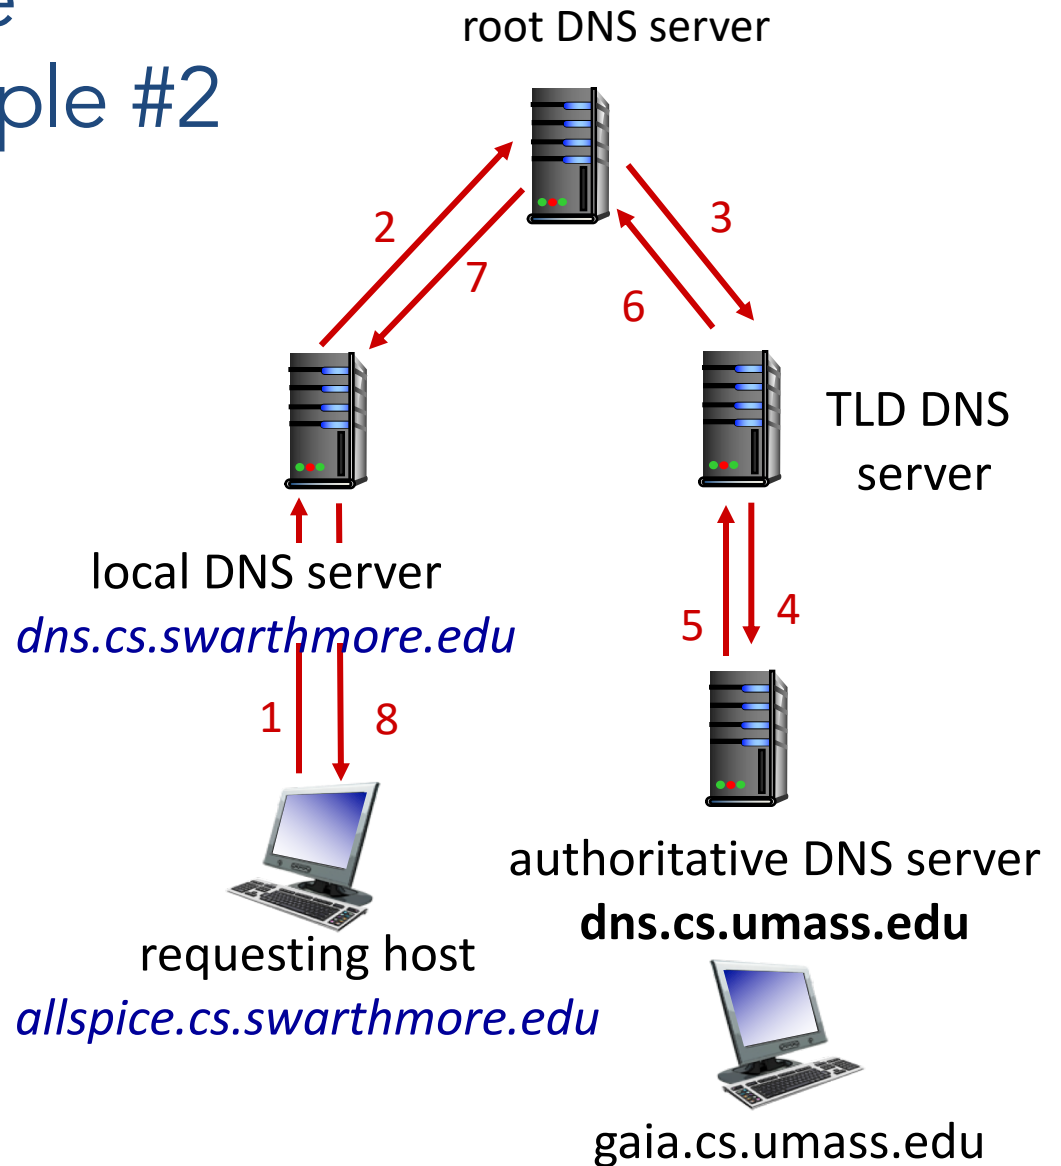 ple #2
root DNS server
2
7
3
6
TLD DNS
server
local DNS server
dns.cs.swarthmore.edu
5
4
1
8
authoritative DNS server
dns.cs.umass.edu
requesting host
allspice.cs.swarthmore.edu
gaia.cs.umass.edu